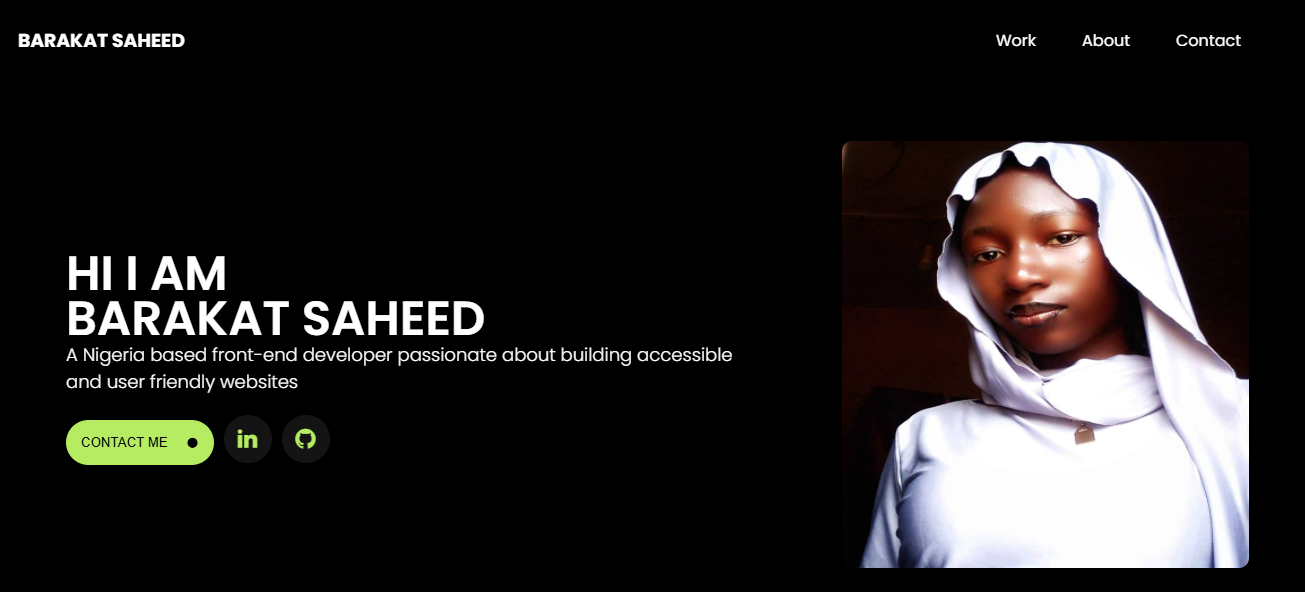 BARAKAT SAHEED
Work About Contact
HI I AM
BARAKAT SAHEED
A Nigeria based front-end developer passionate about building accessible
and user friendly websites
CONTACT ME
in